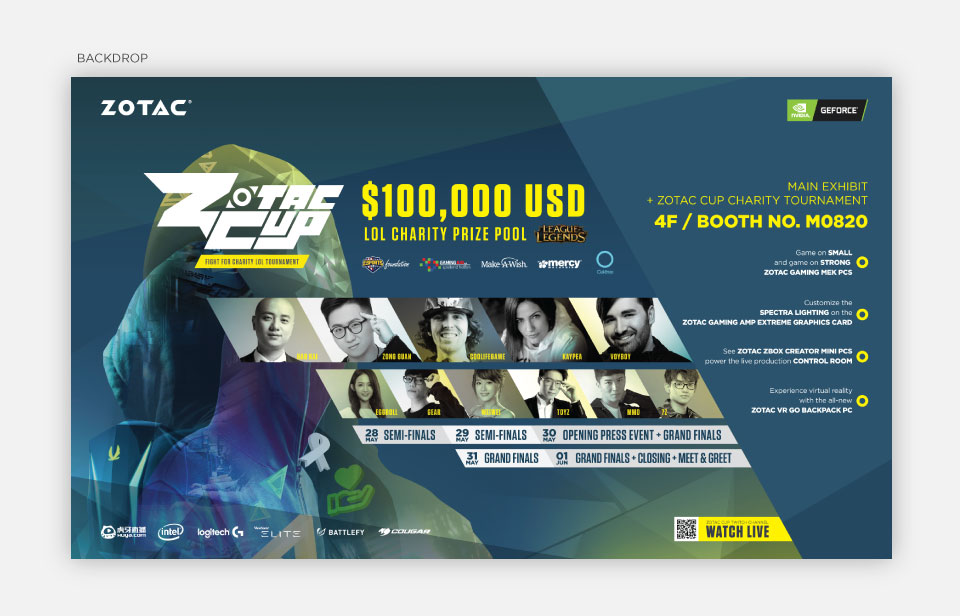 BACKDROP
ZOTAC®
NVIDIA. GEFORCE®
ZOTAC
CUP
FIGHT FOR CHARITY LOL TOURNAMENT
$100,000 USD
LOL CHARITY PRIZE POOL
LEAGUE
LEGENDS
MAIN EXHIBIT
+ ZOTAC CUP CHARITY TOURNAMENT
4F / BOOTH NO. M0820
ESPORTS foundation
Make-A-Wish.
mercy
Game on SMALL
and game on STRONG
ZOTAC GAMING MEK PCS
Customize the
SPECTRA LIGHTING on the
ZOTAC GAMING AMP EXTREME GRAPHICS CARD
See ZOTAC ZBOX CREATOR MINI PCS
power the live production CONTROL ROOM
Experience virtual reality
with the all-new
ZOTAC VR GO BACKPACK PC
ZONG GUAN
COOLIFEGAME
KAYPEA
VOYBOY
EGGROLL
GEAR
TOYZ
MMD
28 MAY SEMI-FINALS
29 MAY SEMI-FINALS
30 MAY OPENING PRESS EVENT + GRAND FINALS
31 MAY GRAND FINALS
01 JUN GRAND FINALS + CLOSING + MEET & GREET
虎牙直播
Huya.com
intel
logitech G
ViewSonic
ELITE
BATTLEFY
COUGAR
ZOTAC CUP TWITCH CHANNEL
WATCH LIVE